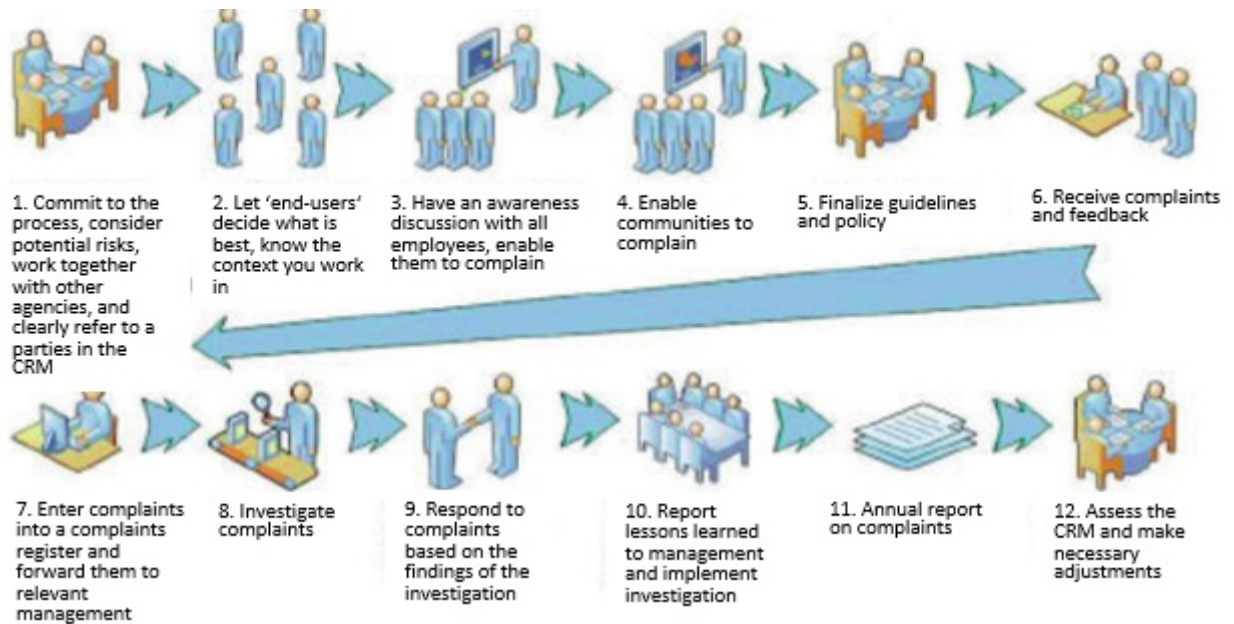 1. Commit to the
process, consider
potential risks,
work together
with other
agencies, and
clearly refer to a
parties in the
CRM
2. Let ‘end-users‘
decide what is
best, know the
context you work
in
3. Have an awareness
discussion with all
employees, enable
them to complain
4. Enable
communities to
complain
5. Finalize guidelines
and policy
6. Receive complaints
and feedback
7. Enter complaints
into a complaints
register and
forward them to
relevant
management
8. Investigate
complaints
9. Respond to
complaints
based on the
findings of the
investigation
10. Report
lessons learned
to management
and implement
investigation
11. Annual report
on complaints
12. Assess the
CRM and make
necessary
adjustments